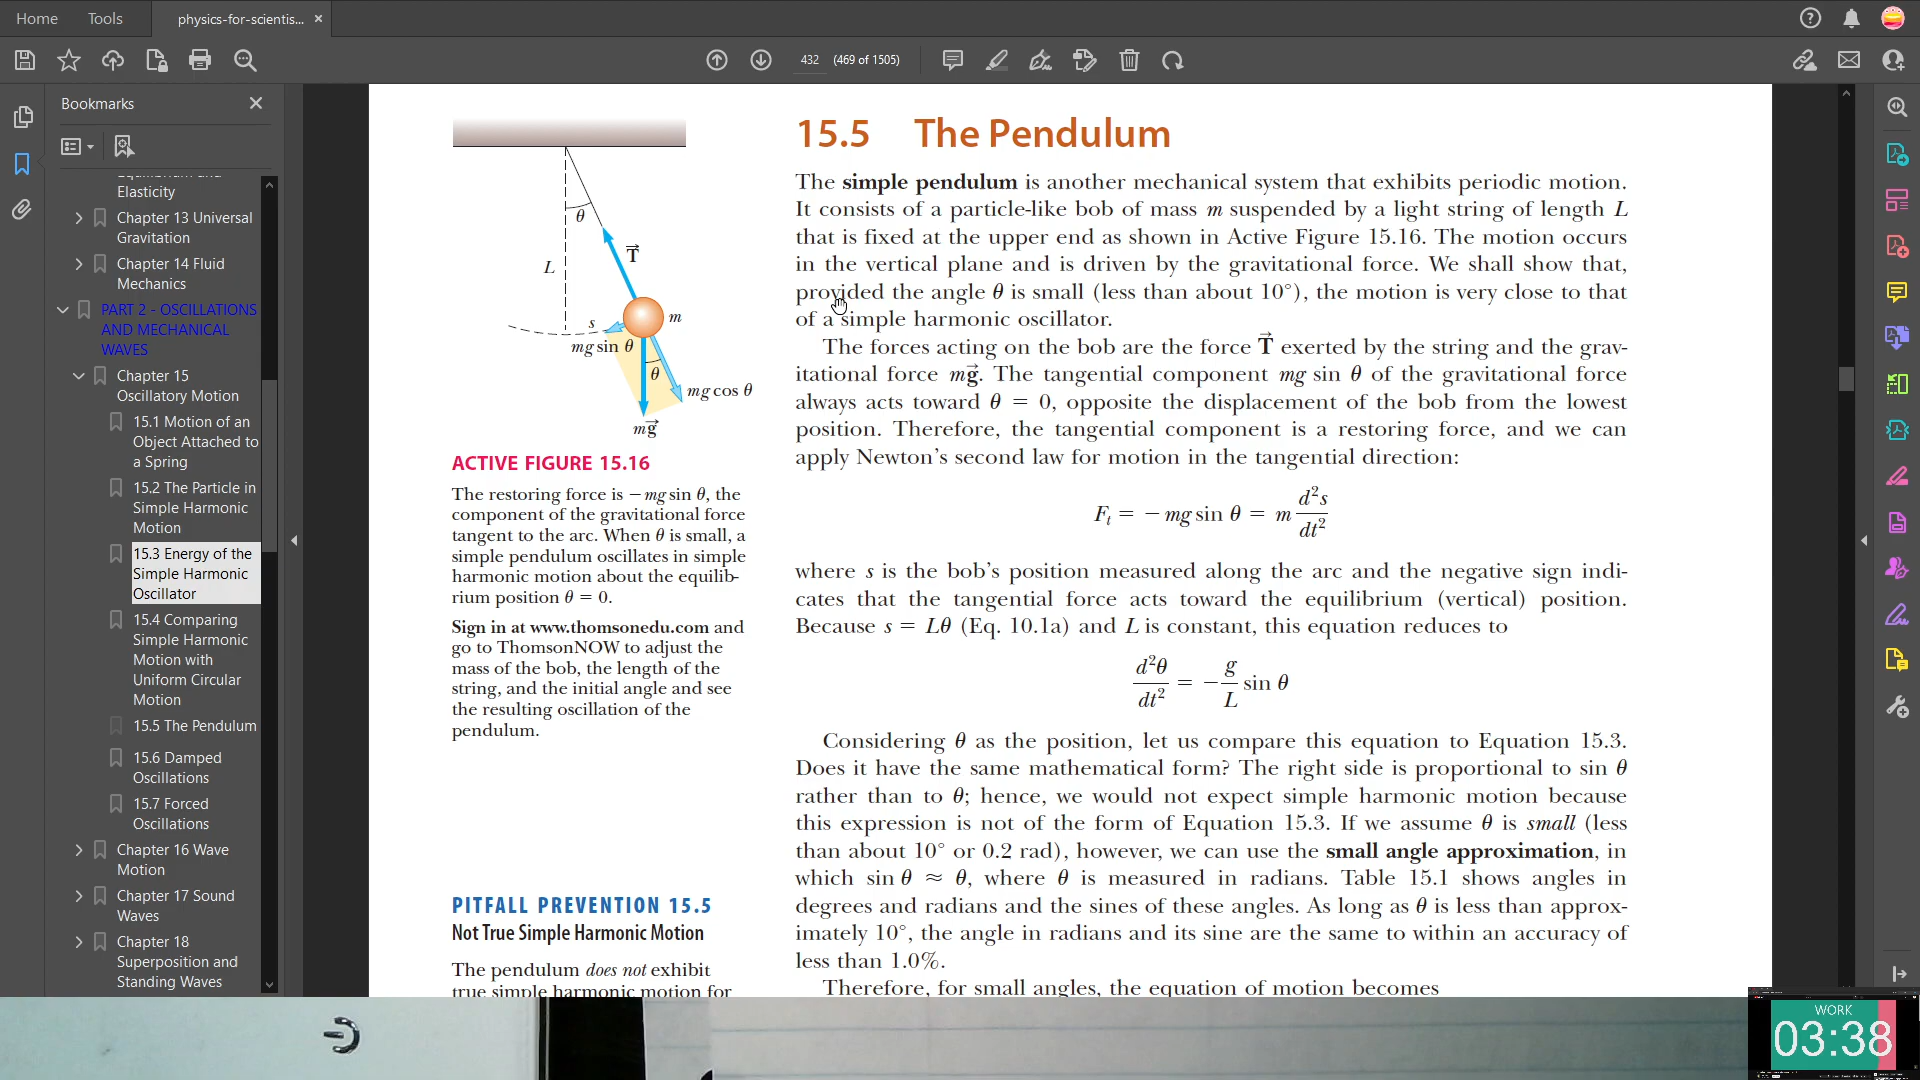 Home
Tools
physics-for-scientis...
432
(469 of 1505)
Bookmarks
Elasticity
Chapter 13 Universal
Gravitation
Chapter 14 Fluid
Mechanics
PART 2 - OSCILLATIONS
AND MECHANICAL
WAVES
Chapter 15
Oscillatory Motion
15.1 Motion of an
Object Attached to
a Spring
15.2 The Particle in
Simple Harmonic
Motion
15.3 Energy of the
Simple Harmonic
Oscillator
15.4 Comparing
Simple Harmonic
Motion with
Uniform Circular
Motion
15.5 The Pendulum
15.6 Damped
Oscillations
15.7 Forced
Oscillations
Chapter 16 Wave
Motion
Chapter 17 Sound
Waves
Chapter 18
Superposition and
Standing Waves
θ
T⃗
L
s
m
mg sin θ
θ
mg cos θ
mg⃗
ACTIVE FIGURE 15.16
The restoring force is −mg sin θ, the
component of the gravitational force
tangent to the arc. When θ is small, a
simple pendulum oscillates in simple
harmonic motion about the equilib-
rium position θ = 0.
Sign in at www.thomsonedu.com and
go to ThomsonNOW to adjust the
mass of the bob, the length of the
string, and the initial angle and see
the resulting oscillation of the
pendulum.
PITFALL PREVENTION 15.5
Not True Simple Harmonic Motion
The pendulum does not exhibit
true simple harmonic motion for
15.5 The Pendulum
The simple pendulum is another mechanical system that exhibits periodic motion.
It consists of a particle-like bob of mass m suspended by a light string of length L
that is fixed at the upper end as shown in Active Figure 15.16. The motion occurs
in the vertical plane and is driven by the gravitational force. We shall show that,
provided the angle θ is small (less than about 10°), the motion is very close to that
of a simple harmonic oscillator.
The forces acting on the bob are the force T⃗ exerted by the string and the grav-
itational force mg⃗. The tangential component mg sin θ of the gravitational force
always acts toward θ = 0, opposite the displacement of the bob from the lowest
position. Therefore, the tangential component is a restoring force, and we can
apply Newton's second law for motion in the tangential direction:
Fₜ = −mg sin θ = m d²s/dt²
where s is the bob's position measured along the arc and the negative sign indi-
cates that the tangential force acts toward the equilibrium (vertical) position.
Because s = Lθ (Eq. 10.1a) and L is constant, this equation reduces to
d²θ/dt² = −g/L sin θ
Considering θ as the position, let us compare this equation to Equation 15.3.
Does it have the same mathematical form? The right side is proportional to sin θ
rather than to θ; hence, we would not expect simple harmonic motion because
this expression is not of the form of Equation 15.3. If we assume θ is small (less
than about 10° or 0.2 rad), however, we can use the small angle approximation, in
which sin θ ≈ θ, where θ is measured in radians. Table 15.1 shows angles in
degrees and radians and the sines of these angles. As long as θ is less than approx-
imately 10°, the angle in radians and its sine are the same to within an accuracy of
less than 1.0%.
Therefore, for small angles, the equation of motion becomes
WORK
03:38